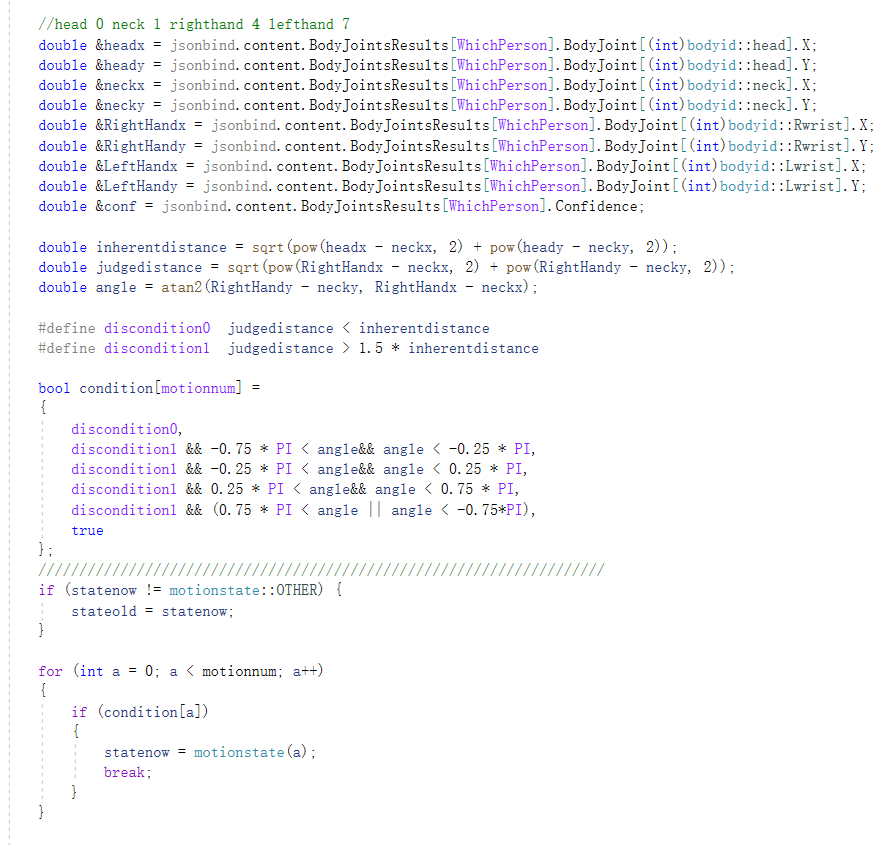 //head 0 neck 1 righthand 4 lefthand 7
double &headx = jsonbind.content.BodyJointsResults[WhichPerson].BodyJoint[(int)bodyid::head].X;
double &heady = jsonbind.content.BodyJointsResults[WhichPerson].BodyJoint[(int)bodyid::head].Y;
double &neckx = jsonbind.content.BodyJointsResults[WhichPerson].BodyJoint[(int)bodyid::neck].X;
double &necky = jsonbind.content.BodyJointsResults[WhichPerson].BodyJoint[(int)bodyid::neck].Y;
double &RightHandx = jsonbind.content.BodyJointsResults[WhichPerson].BodyJoint[(int)bodyid::Rwrist].X;
double &RightHandy = jsonbind.content.BodyJointsResults[WhichPerson].BodyJoint[(int)bodyid::Rwrist].Y;
double &LeftHandx = jsonbind.content.BodyJointsResults[WhichPerson].BodyJoint[(int)bodyid::Lwrist].X;
double &LeftHandy = jsonbind.content.BodyJointsResults[WhichPerson].BodyJoint[(int)bodyid::Lwrist].Y;
double &conf = jsonbind.content.BodyJointsResults[WhichPerson].Confidence;

double inherentdistance = sqrt(pow(headx - neckx, 2) + pow(heady - necky, 2));
double judgedistance = sqrt(pow(RightHandx - neckx, 2) + pow(RightHandy - necky, 2));
double angle = atan2(RightHandy - necky, RightHandx - neckx);

#define discondition0  judgedistance < inherentdistance
#define discondition1  judgedistance > 1.5 * inherentdistance

bool condition[motionnum] =
{
    discondition0,
    discondition1 && -0.75 * PI < angle&& angle < -0.25 * PI,
    discondition1 && -0.25 * PI < angle&& angle < 0.25 * PI,
    discondition1 && 0.25 * PI < angle&& angle < 0.75 * PI,
    discondition1 && (0.75 * PI < angle || angle < -0.75*PI),
    true
};
/////////////////////////////////////////////////////////////////////
if (statenow != motionstate::OTHER) {
    stateold = statenow;
}

for (int a = 0; a < motionnum; a++)
{
    if (condition[a])
    {
        statenow = motionstate(a);
        break;
    }
}